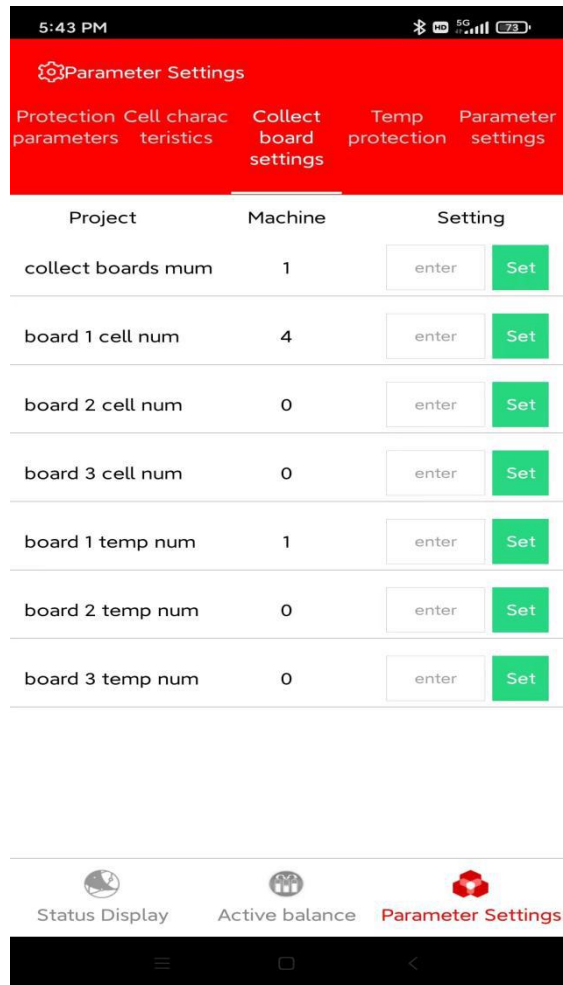 5:43 PM HD 5G 73
Parameter Settings
Protection Cell charac Collect Temp Parameter
parameters teristics board protection settings
settings
Project Machine Setting
collect boards mum 1 enter Set
board 1 cell num 4 enter Set
board 2 cell num 0 enter Set
board 3 cell num 0 enter Set
board 1 temp num 1 enter Set
board 2 temp num 0 enter Set
board 3 temp num 0 enter Set
Status Display Active balance Parameter Settings